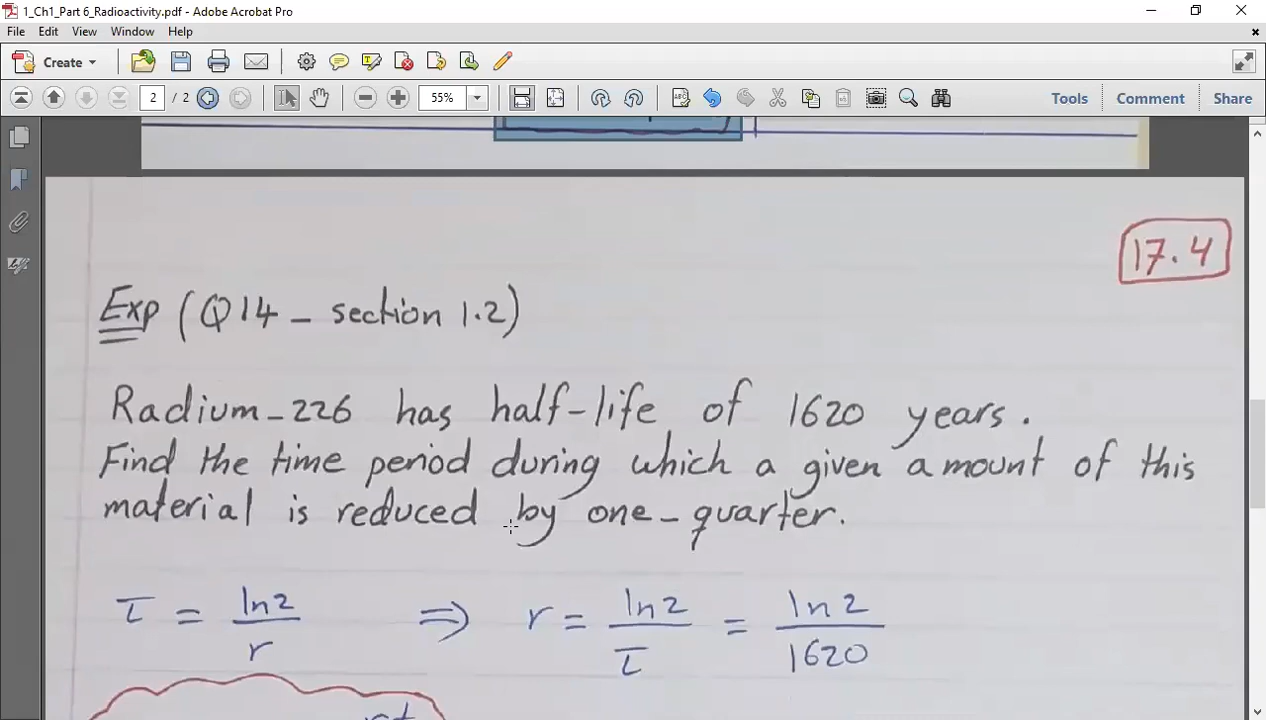 1_Ch1_Part 6_Radioactivity.pdf - Adobe Acrobat Pro
File Edit View Window Help
Create
2 / 2 55% Tools Comment Share
17.4
Exp (Q14 - section 1.2)
Radium-226 has half-life of 1620 years.
Find the time period during which a given amount of this
material is reduced by one-quarter.
τ = ln2 / r ⇒ r = ln2 / τ = ln2 / 1620